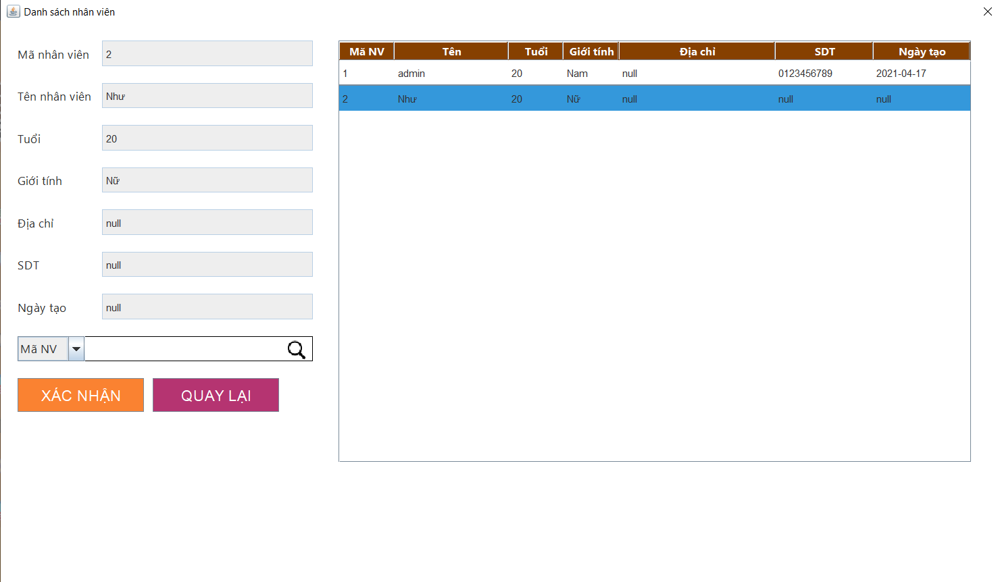 Danh sách nhân viên
Mã nhân viên 2
Tên nhân viên Như
Tuổi 20
Giới tính Nữ
Địa chỉ null
SDT null
Ngày tạo null
Mã NV
XÁC NHẬN QUAY LẠI
Mã NV Tên Tuổi Giới tính Địa chỉ SDT Ngày tạo
1 admin 20 Nam null 0123456789 2021-04-17
2 Như 20 Nữ null null null